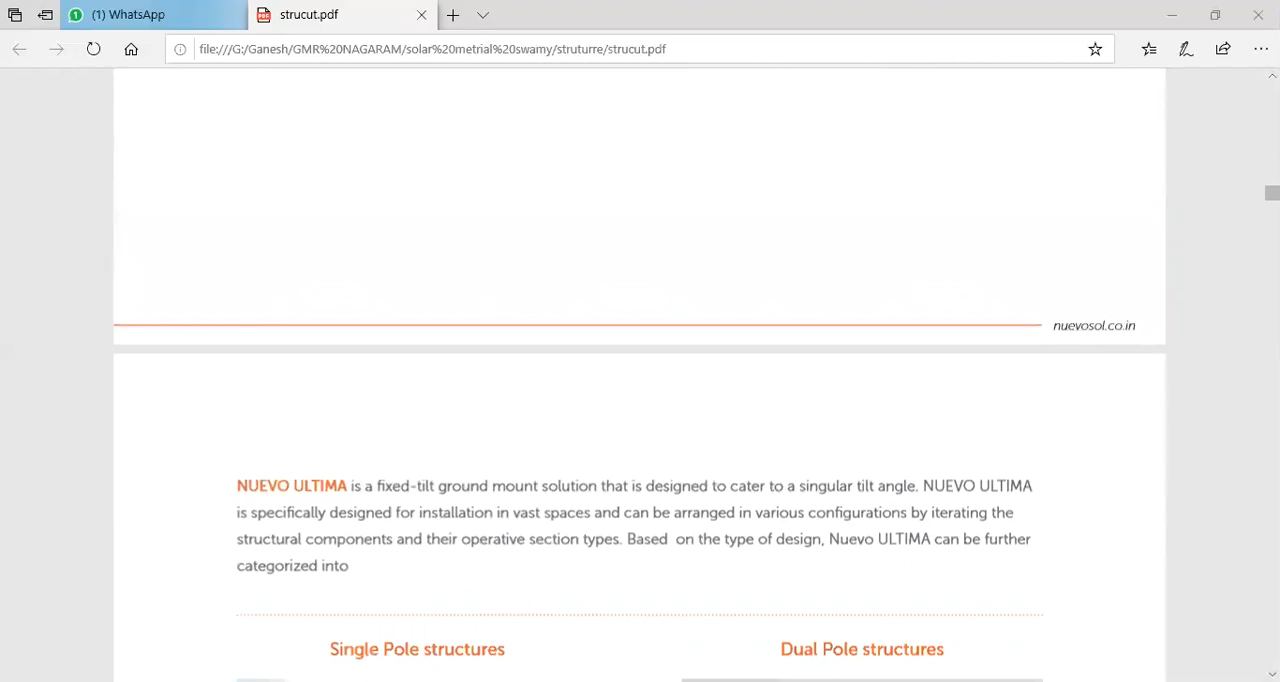 (1) WhatsApp
strucut.pdf
file:///G:/Ganesh/GMR%20NAGARAM/solar%20metrial%20swamy/struturre/strucut.pdf
nuevosol.co.in
NUEVO ULTIMA is a fixed-tilt ground mount solution that is designed to cater to a singular tilt angle. NUEVO ULTIMA
is specifically designed for installation in vast spaces and can be arranged in various configurations by iterating the
structural components and their operative section types. Based on the type of design, Nuevo ULTIMA can be further
categorized into
Single Pole structures
Dual Pole structures